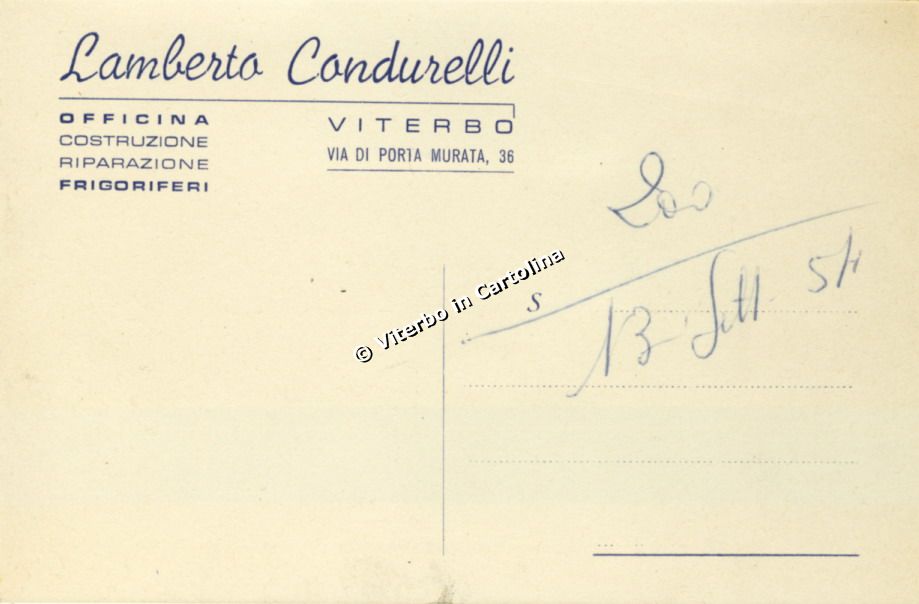 Lamberto Condurelli
OFFICINA
COSTRUZIONE
RIPARAZIONE
FRIGORIFERI
VITERBO
VIA DI PORTA MURATA, 36
200
S
13 Sett. 54
© Viterbo in Cartolina